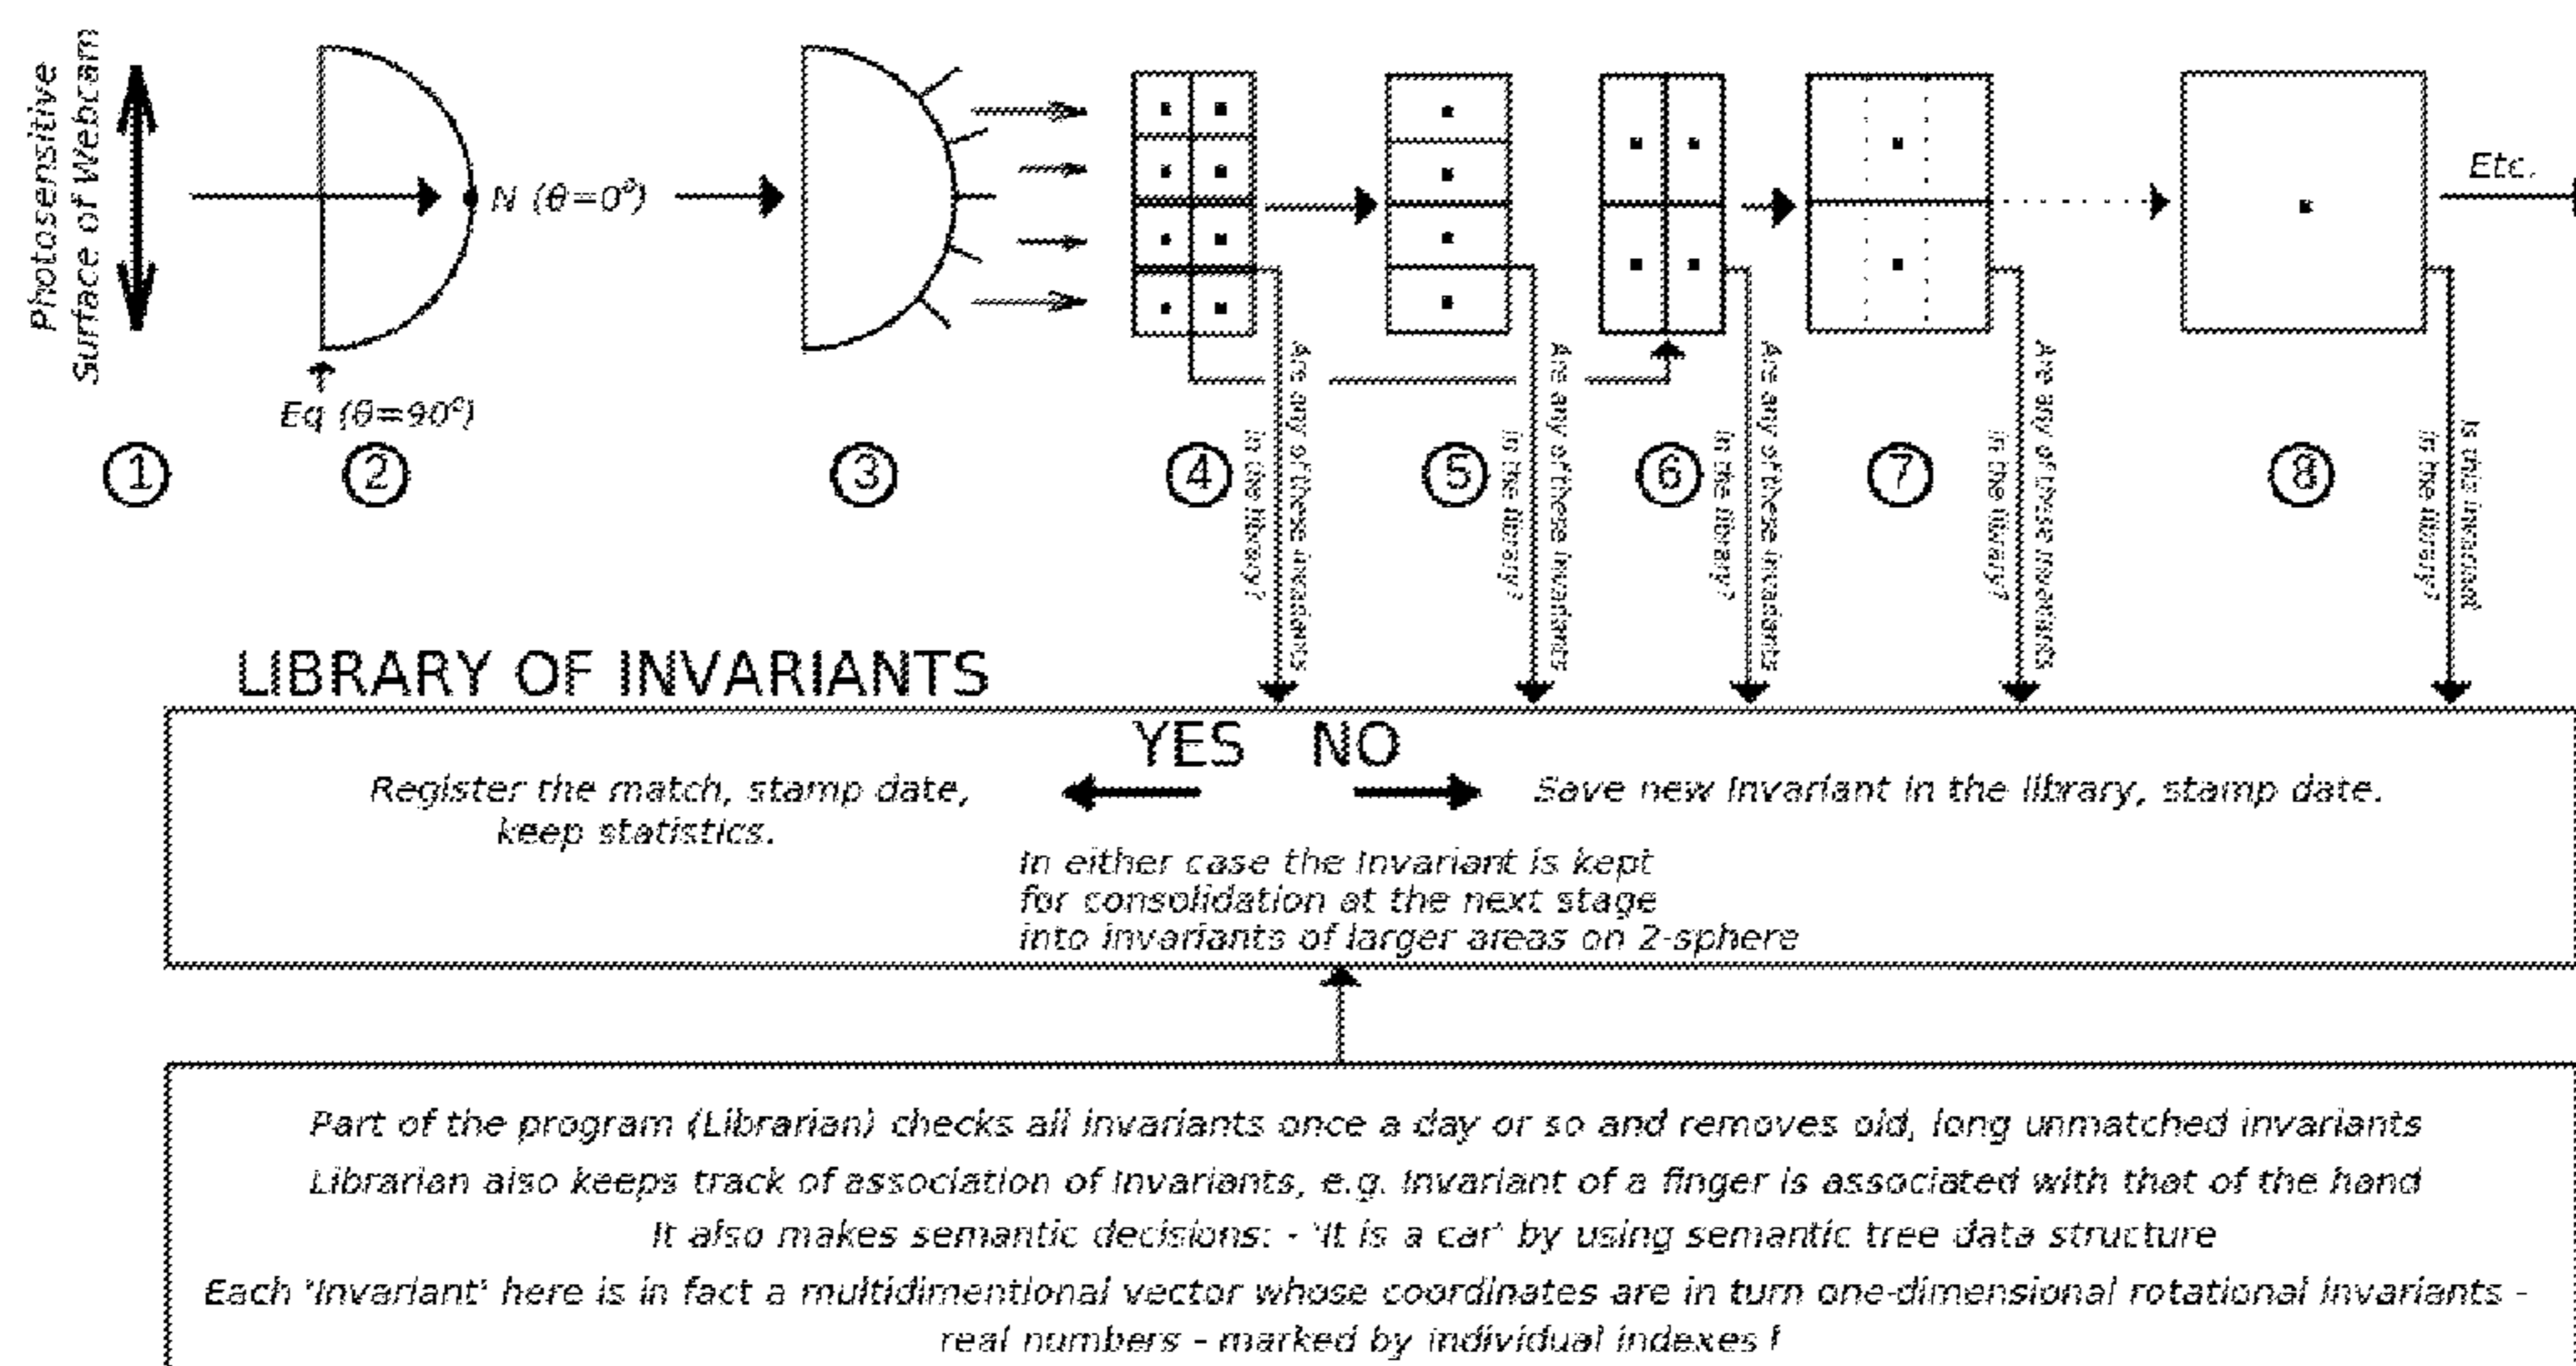 Photosensitive
Surface of Webcam
N (θ=0°)
Eq (θ=90°)
Etc.
1
2
3
4
5
6
7
8
Are any of these invariants
in the library?
Are any of these invariants
in the library?
Are any of these invariants
in the library?
Are any of these invariants
in the library?
Is this invariant
in the library?
LIBRARY OF INVARIANTS
YES NO
Register the match, stamp date,
keep statistics.
Save new Invariant in the library, stamp date.
In either case the Invariant is kept
for consolidation at the next stage
into invariants of larger areas on 2-sphere
Part of the program (Librarian) checks all invariants once a day or so and removes old, long unmatched invariants
Librarian also keeps track of association of Invariants, e.g. Invariant of a finger is associated with that of the hand
It also makes semantic decisions: - 'It is a car' by using semantic tree data structure
Each 'Invariant' here is in fact a multidimentional vector whose coordinates are in turn one-dimensional rotational invariants -
real numbers - marked by individual indexes !